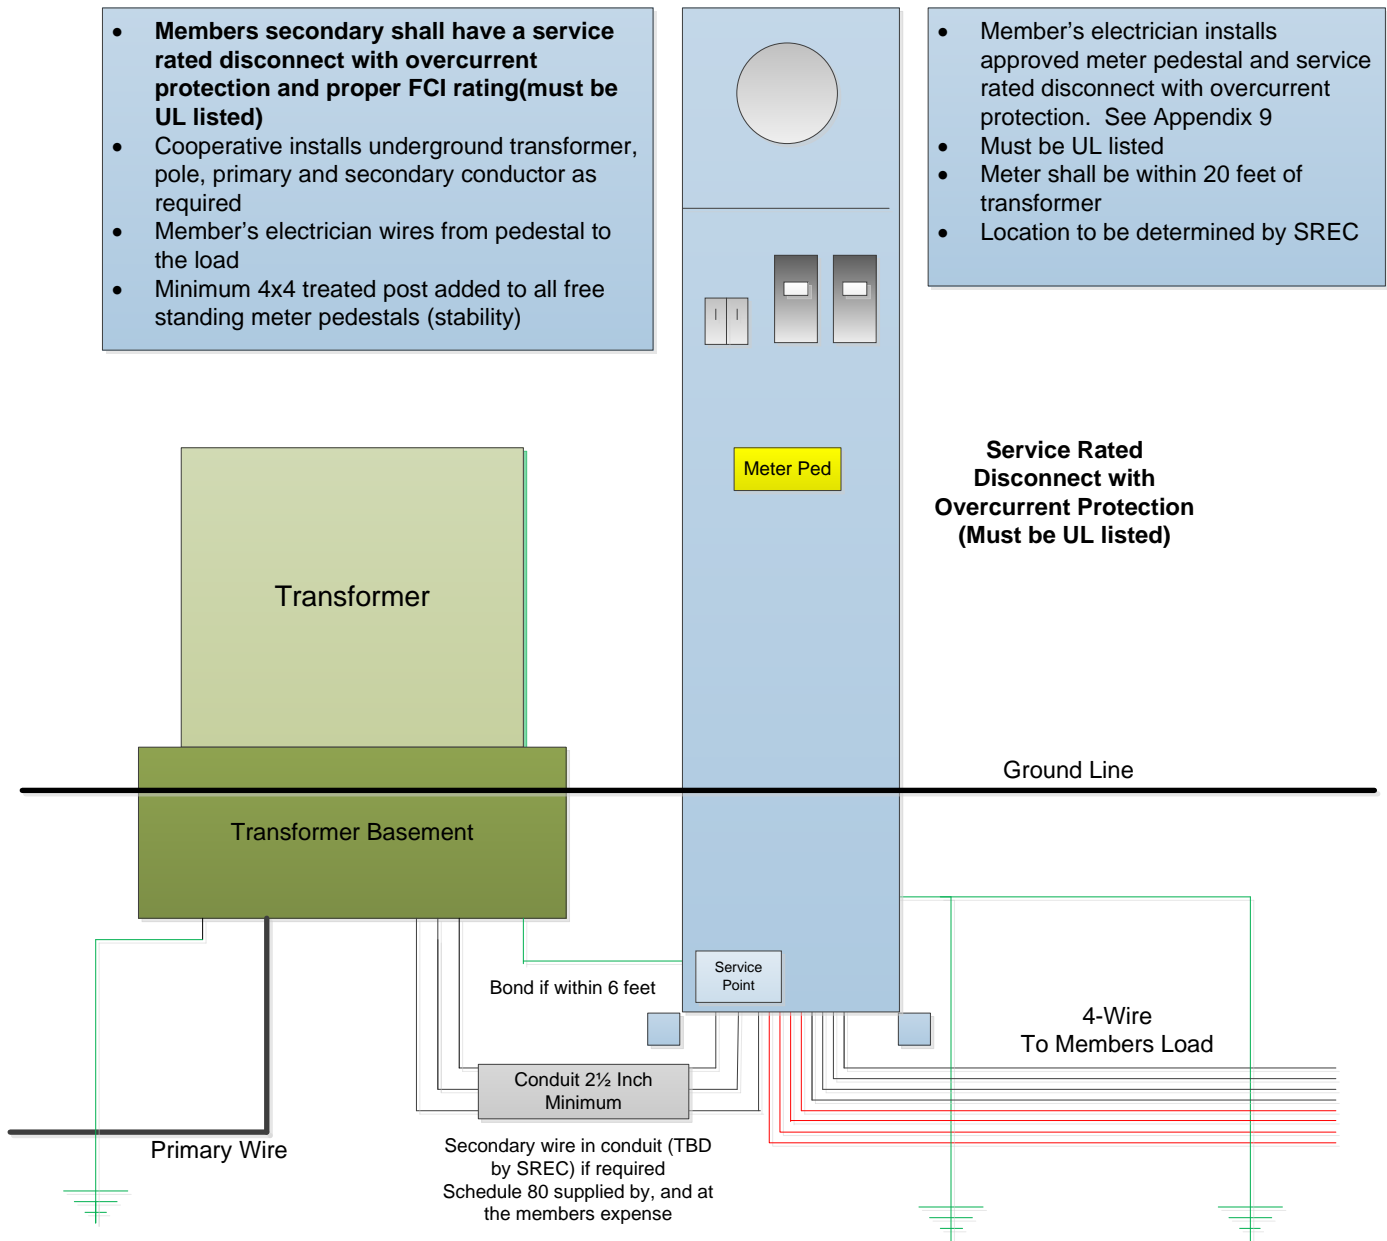 • Members secondary shall have a service
rated disconnect with overcurrent
protection and proper FCI rating(must be
UL listed)
• Cooperative installs underground transformer,
pole, primary and secondary conductor as
required
• Member's electrician wires from pedestal to
the load
• Minimum 4x4 treated post added to all free
standing meter pedestals (stability)
• Member's electrician installs
approved meter pedestal and service
rated disconnect with overcurrent
protection.  See Appendix 9
• Must be UL listed
• Meter shall be within 20 feet of
transformer
• Location to be determined by SREC
Meter Ped
Service Rated
Disconnect with
Overcurrent Protection
(Must be UL listed)
Transformer
Ground Line
Transformer Basement
Service
Point
Bond if within 6 feet
4-Wire
To Members Load
Conduit 2½ Inch
Minimum
Primary Wire
Secondary wire in conduit (TBD
by SREC) if required
Schedule 80 supplied by, and at
the members expense